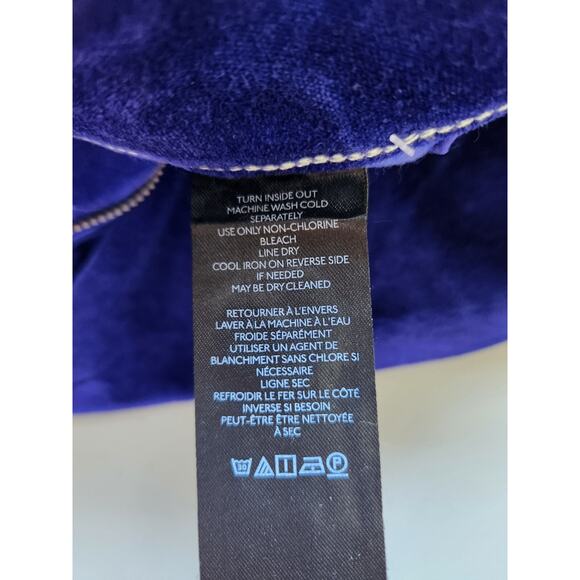 TURN INSIDE OUT
MACHINE WASH COLD
SEPARATELY
USE ONLY NON-CHLORINE
BLEACH
LINE DRY
COOL IRON ON REVERSE SIDE
IF NEEDED
MAY BE DRY CLEANED
RETOURNER À L'ENVERS
LAVER À LA MACHINE À L'EAU
FROIDE SÉPARÉMENT
UTILISER UN AGENT DE
BLANCHIMENT SANS CHLORE SI
NÉCESSAIRE
LIGNE SEC
REFROIDIR LE FER SUR LE CÔTÉ
INVERSE SI BESOIN
PEUT-ÊTRE ÊTRE NETTOYÉE
À SEC
30 P